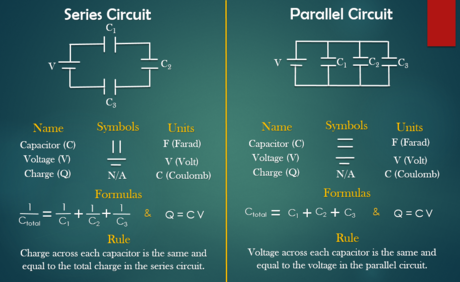 Series Circuit
C₁
V
C₂
C₃
Name Symbols Units
Capacitor (C) F (Farad)
Voltage (V) V (Volt)
Charge (Q) N/A C (Coulomb)
Formulas
1/Cₜₒₜₐₗ = 1/C₁ + 1/C₂ + 1/C₃ & Q = C V
Rule
Charge across each capacitor is the same and
equal to the total charge in the series circuit.
Parallel Circuit
V C₁ C₂ C₃
Name Symbols Units
Capacitor (C) F (Farad)
Voltage (V) V (Volt)
Charge (Q) N/A C (Coulomb)
Formulas
Cₜₒₜₐₗ = C₁ + C₂ + C₃ & Q = C V
Rule
Voltage across each capacitor is the same and
equal to the voltage in the parallel circuit.